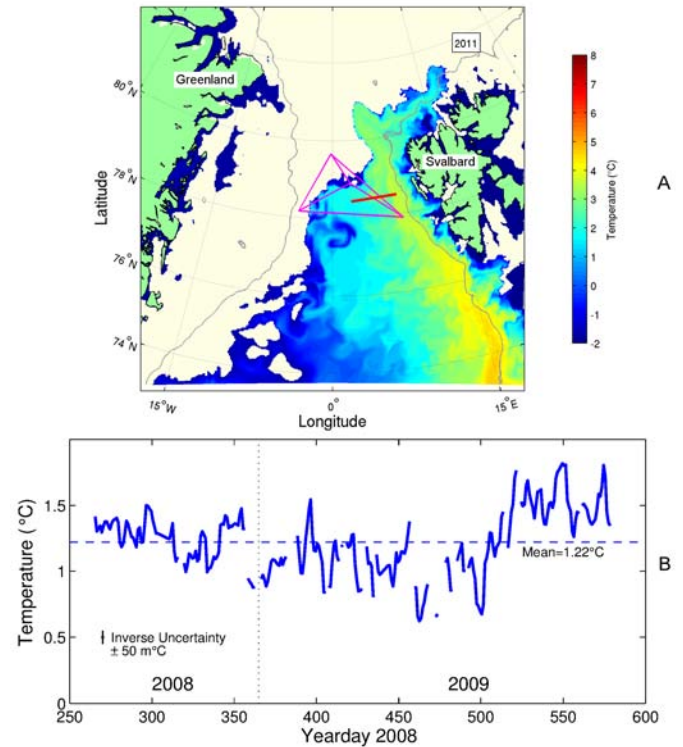 2011
Greenland
Svalbard
80°N
78°N
76°N
74°N
Latitude
15°W
0°
15°E
Longitude
8
7
6
5
4
3
2
1
0
-1
-2
Temperature (°C)
A
1.5
1
0.5
0
Temperature (°C)
Mean=1.22°C
B
Inverse Uncertainty
± 50 m°C
2008
2009
250
300
350
400
450
500
550
600
Yearday 2008